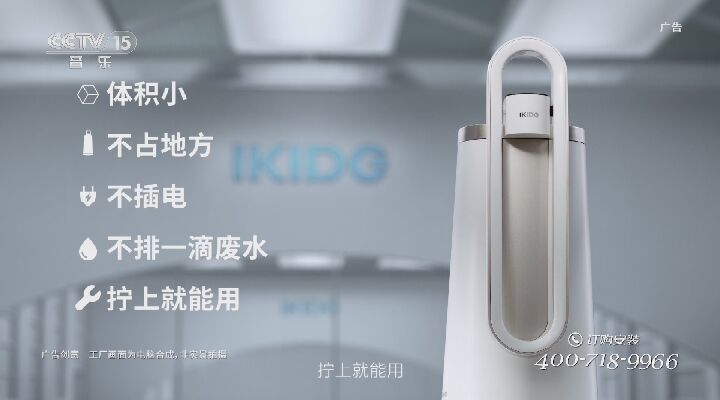 CCTV 15
音乐
广告
体积小
不占地方
不插电
不排一滴废水
拧上就能用
IKIDG
IKIDG
IKIDG
广告创意 工厂画面为电脑合成,非实景拍摄
拧上就能用
订购安装
400-718-9966